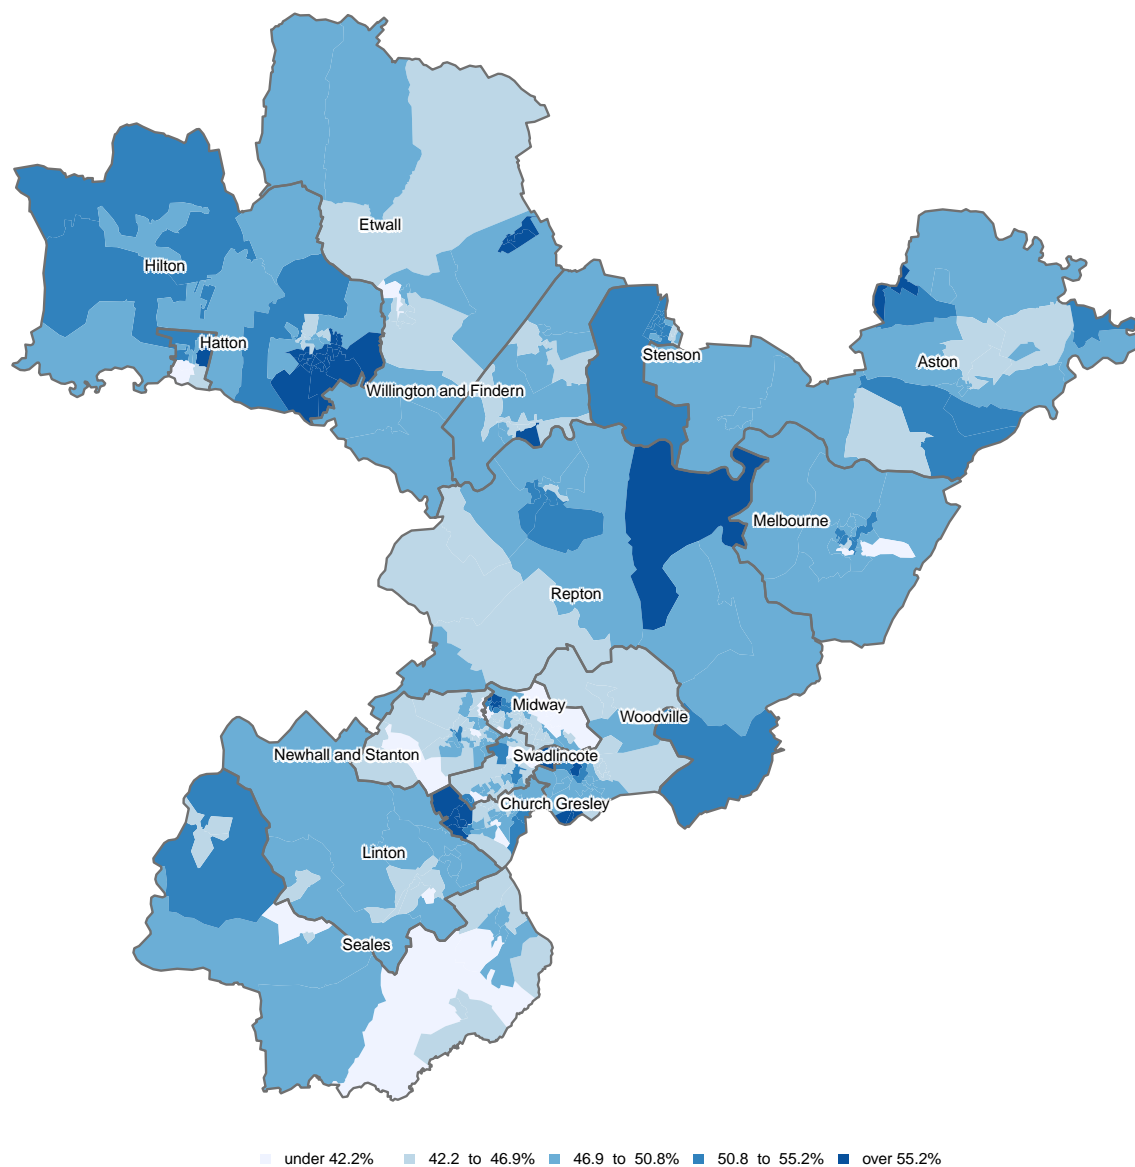 Etwall
Hilton
Hatton
Stenson
Aston
Willington and Findern
Melbourne
Repton
Midway
Woodville
Newhall and Stanton
Swadlincote
Church Gresley
Linton
Seales
under 42.2% 42.2 to 46.9% 46.9 to 50.8% 50.8 to 55.2% over 55.2%